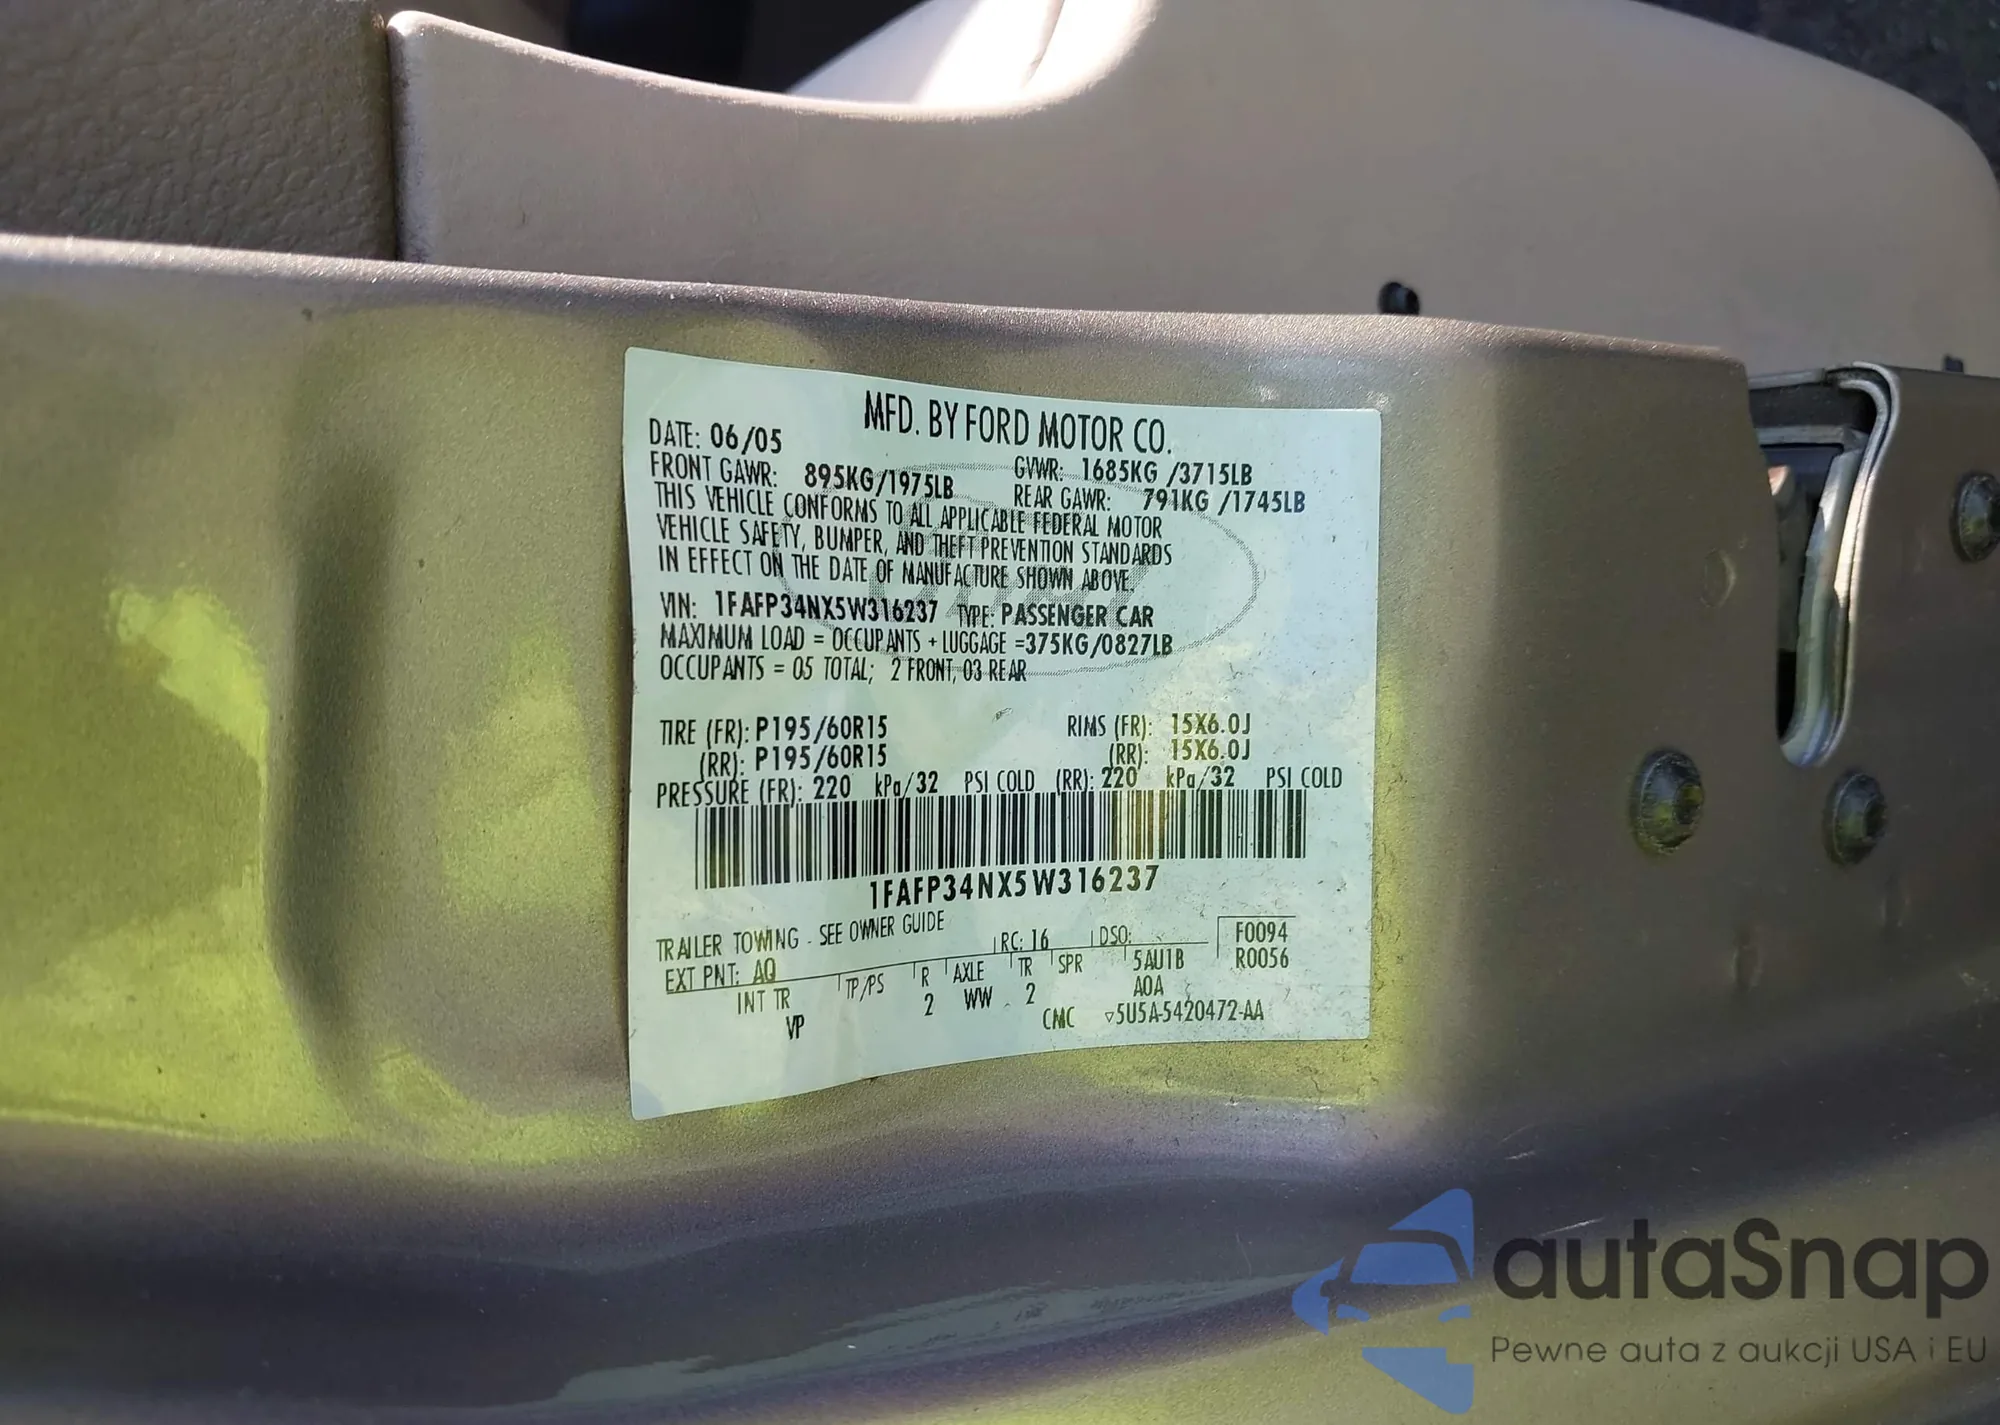 MFD. BY FORD MOTOR CO.
DATE: 06/05
FRONT GAWR: 895KG/1975LB
GVWR: 1685KG /3715LB
REAR GAWR: 791KG /1745LB
THIS VEHICLE CONFORMS TO ALL APPLICABLE FEDERAL MOTOR
VEHICLE SAFETY, BUMPER, AND THEFT PREVENTION STANDARDS
IN EFFECT ON THE DATE OF MANUFACTURE SHOWN ABOVE.
VIN: 1FAFP34NX5W316237 TYPE: PASSENGER CAR
MAXIMUM LOAD = OCCUPANTS + LUGGAGE =375KG/0827LB
OCCUPANTS = 05 TOTAL; 2 FRONT, 03 REAR
TIRE (FR): P195/60R15 RIMS (FR): 15X6.0J
(RR): P195/60R15 (RR): 15X6.0J
PRESSURE (FR): 220 kPa/32 PSI COLD (RR): 220 kPa/32 PSI COLD
1FAFP34NX5W316237
TRAILER TOWING - SEE OWNER GUIDE
RC: 16 DSO: F0094
EXT PNT: AQ R0056
INT TR TP/PS R AXLE TR SPR 5AU1B
VP 2 WW 2 A0A
CMC ▽5U5A-5420472-AA
autaSnap
Pewne auta z aukcji USA i EU